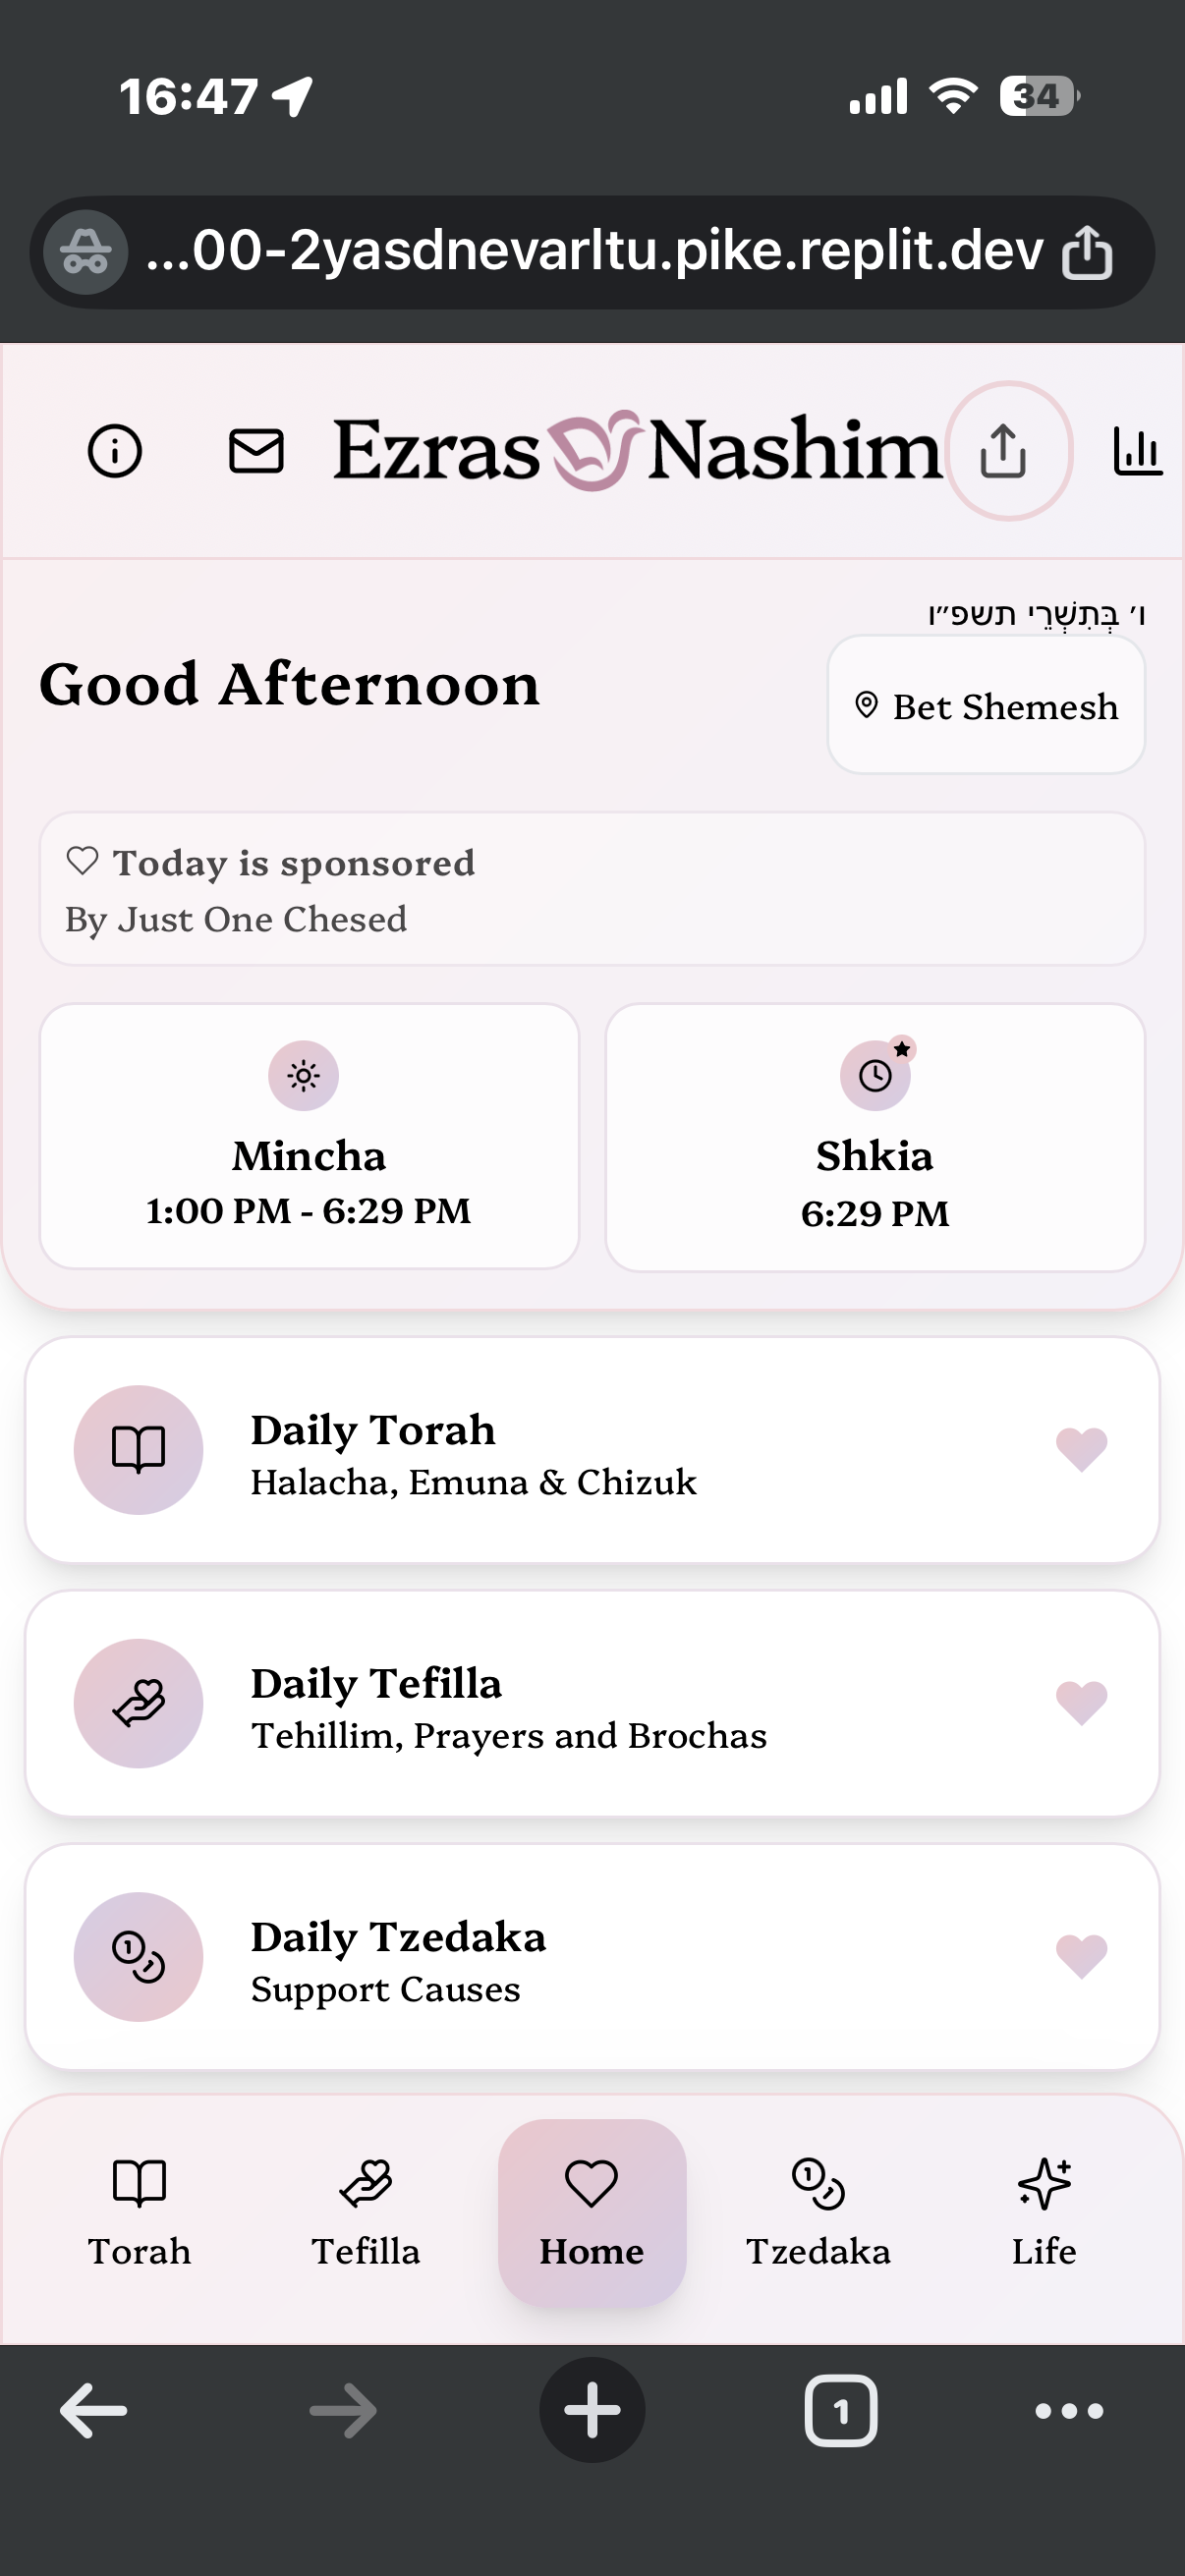 16:47
34
...00-2yasdnevarltu.pike.replit.dev
Ezras Nashim
ו׳ בְּתִשְׁרֵי תשפ״ו
Good Afternoon
Bet Shemesh
Today is sponsored
By Just One Chesed
Mincha
1:00 PM - 6:29 PM
Shkia
6:29 PM
Daily Torah
Halacha, Emuna & Chizuk
Daily Tefilla
Tehillim, Prayers and Brochas
Daily Tzedaka
Support Causes
Torah
Tefilla
Home
Tzedaka
Life
1